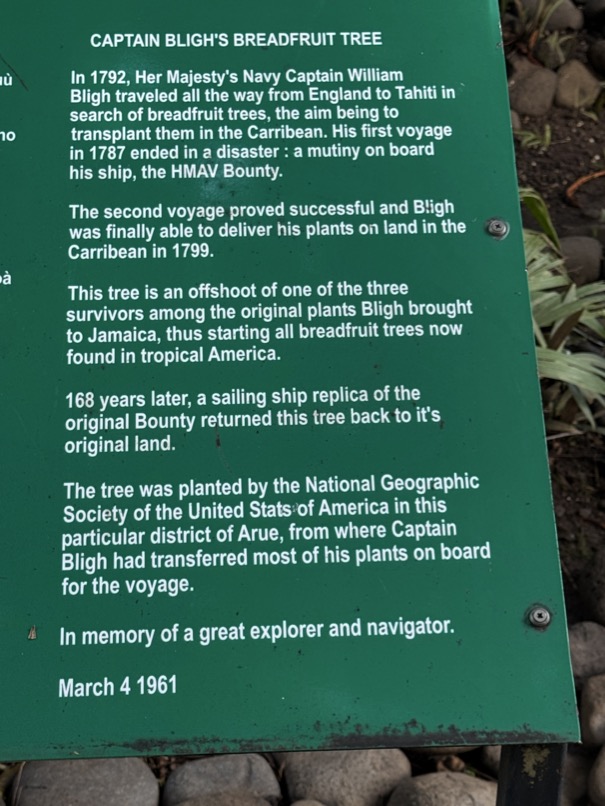 CAPTAIN BLIGH'S BREADFRUIT TREE
In 1792, Her Majesty's Navy Captain William
Bligh traveled all the way from England to Tahiti in
search of breadfruit trees, the aim being to
transplant them in the Carribean. His first voyage
in 1787 ended in a disaster : a mutiny on board
his ship, the HMAV Bounty.
The second voyage proved successful and Bligh
was finally able to deliver his plants on land in the
Carribean in 1799.
This tree is an offshoot of one of the three
survivors among the original plants Bligh brought
to Jamaica, thus starting all breadfruit trees now
found in tropical America.
168 years later, a sailing ship replica of the
original Bounty returned this tree back to it's
original land.
The tree was planted by the National Geographic
Society of the United Stats of America in this
particular district of Arue, from where Captain
Bligh had transferred most of his plants on board
for the voyage.
In memory of a great explorer and navigator.
March 4 1961